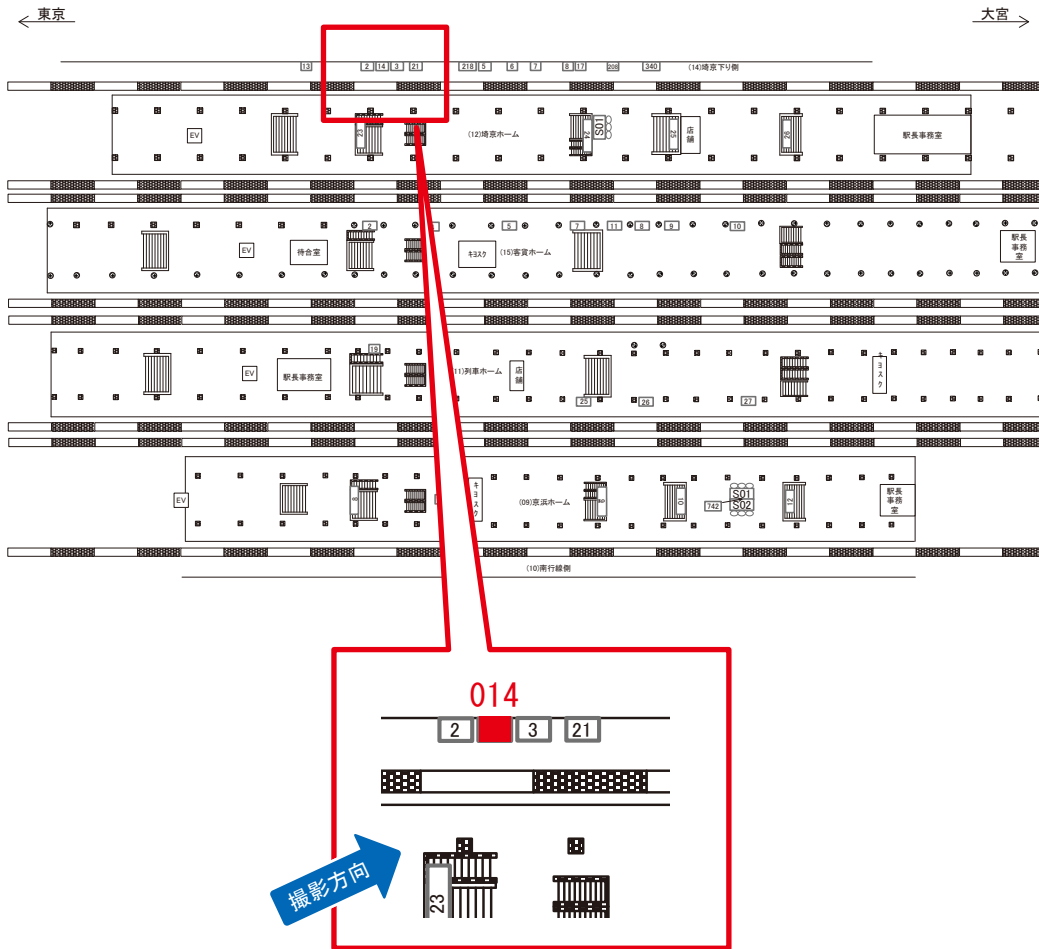 東京
大宮
13
2
14
3
21
218
5
6
7
8
17
208
340
(14)埼京下り側
EV
23
(12)埼京ホーム
24
S01
25
店舗
26
駅長事務室
2
5
7
11
8
9
10
EV
待合室
ｷﾖｽｸ
(15)客貨ホーム
駅長
事務
室
19
EV
駅長事務室
11)列車ホーム
店舗
キヨスク
25
26
27
EV
8
キヨスク
(09)京浜ホーム
9
10
742
S01
S02
12
駅長
事務
室
(10)南行線側
014
2
3
21
23
撮影方向